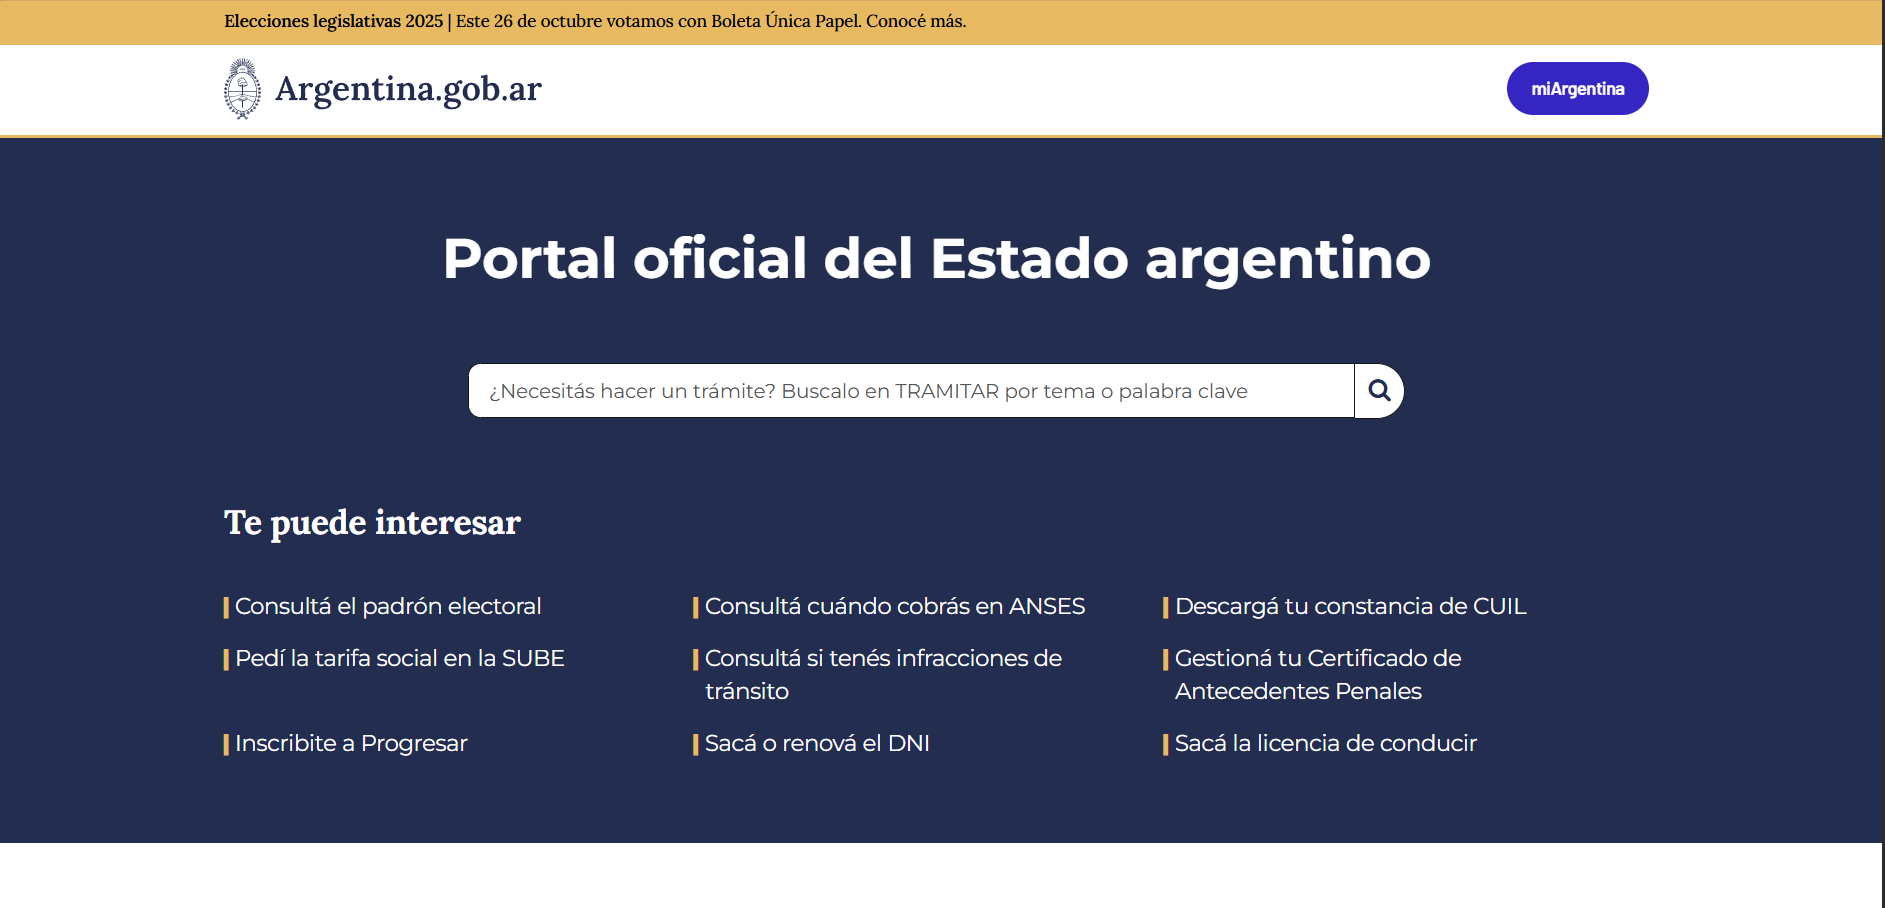 Elecciones legislativas 2025 | Este 26 de octubre votamos con Boleta Única Papel. Conocé más.
Argentina.gob.ar
miArgentina
Portal oficial del Estado argentino
¿Necesitás hacer un trámite? Buscalo en TRAMITAR por tema o palabra clave
Te puede interesar
Consultá el padrón electoral
Consultá cuándo cobrás en ANSES
Descargá tu constancia de CUIL
Pedí la tarifa social en la SUBE
Consultá si tenés infracciones de
tránsito
Gestioná tu Certificado de
Antecedentes Penales
Inscribite a Progresar
Sacá o renová el DNI
Sacá la licencia de conducir